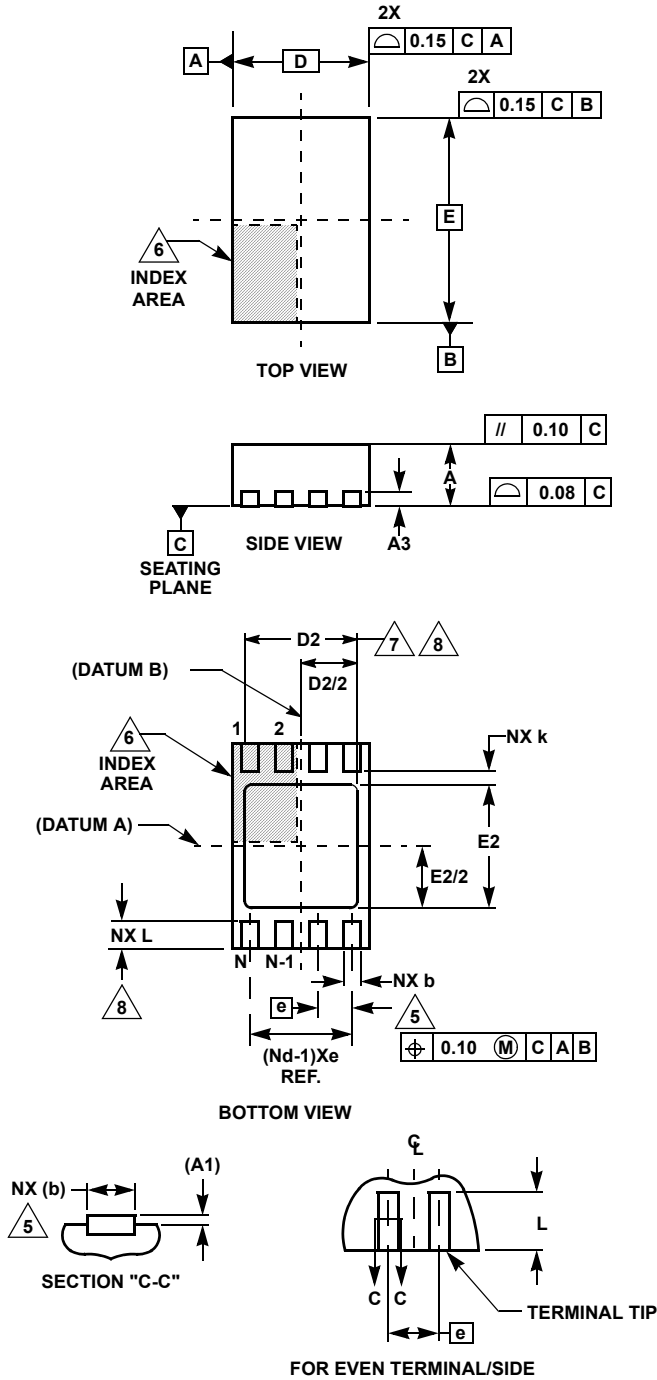 2X
⌓ 0.15 C A
A
D
2X
⌓ 0.15 C B
E
6
INDEX
AREA
B
TOP VIEW
// 0.10 C
A
⌓ 0.08 C
C
SIDE VIEW
A3
SEATING
PLANE
D2
7 8
(DATUM B)
D2/2
1 2
6
INDEX
AREA
NX k
(DATUM A)
E2
E2/2
NX L
N N-1
NX b
8
e
5
(Nd-1)Xe
REF.
⌖ 0.10 Ⓜ C A B
BOTTOM VIEW
(A1)
NX (b)
5
SECTION "C-C"
℄
L
C C
TERMINAL TIP
e
FOR EVEN TERMINAL/SIDE